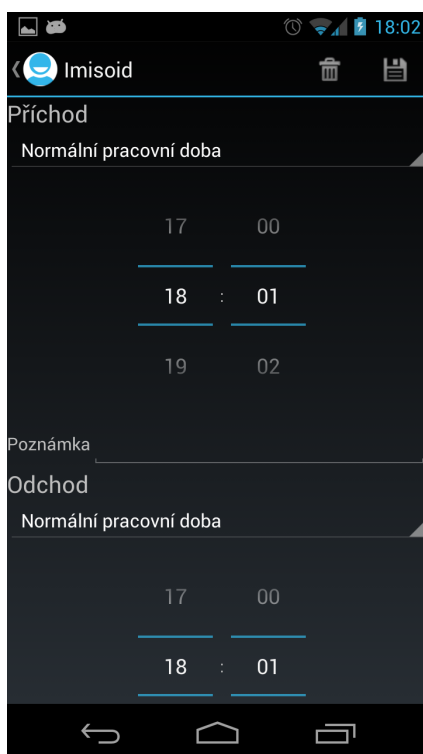 18:02
Imisoid
Příchod
Normální pracovní doba
17 00
18 : 01
19 02
Poznámka
Odchod
Normální pracovní doba
17 00
18 : 01